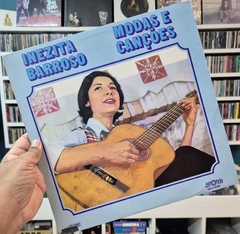 INEZITA
BARROSO
MODAS E
CANÇÕES